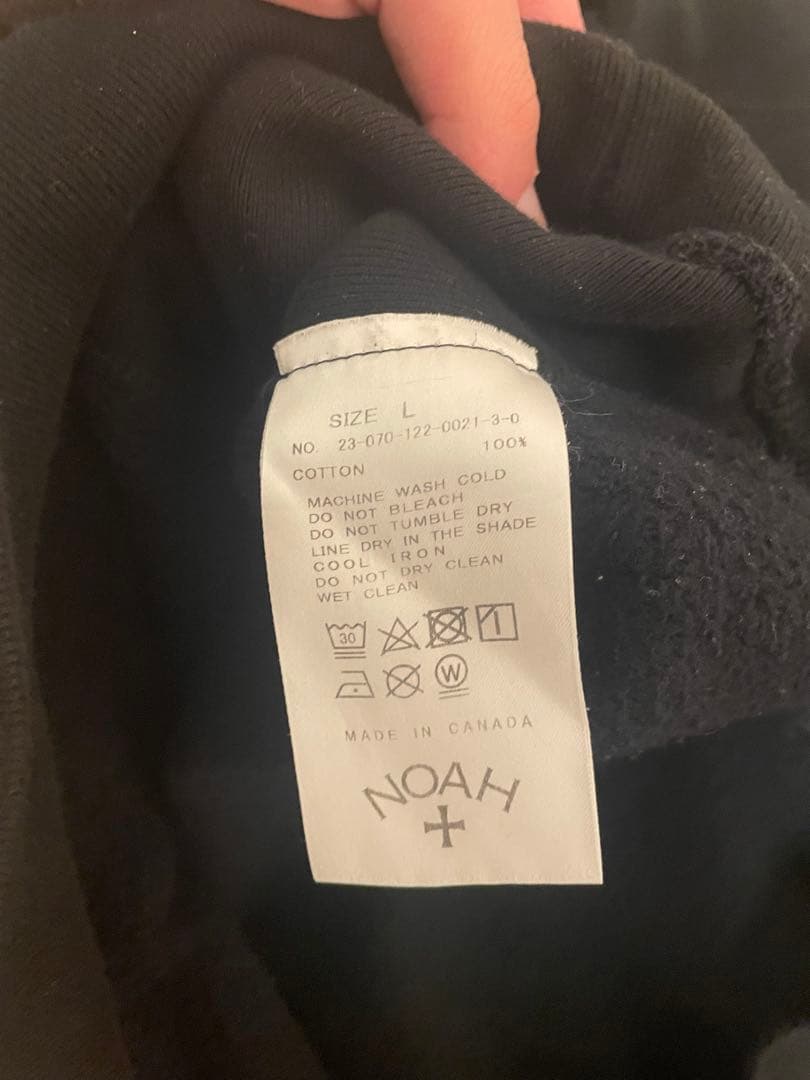 SIZE L
NO. 23-070-122-0021-3-0
COTTON 100%
MACHINE WASH COLD
DO NOT BLEACH
DO NOT TUMBLE DRY
LINE DRY IN THE SHADE
COOL IRON
DO NOT DRY CLEAN
WET CLEAN
30
W
MADE IN CANADA
NOAH